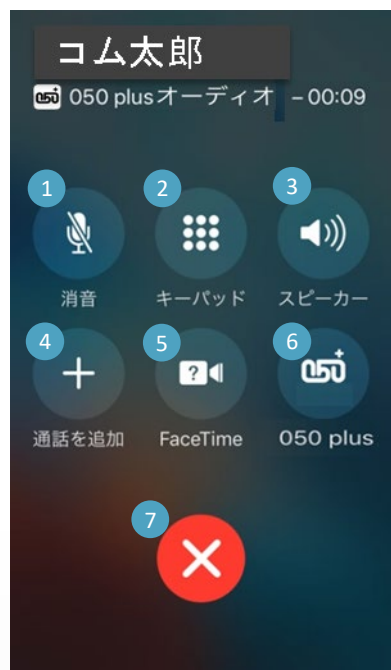 コム太郎
050 050 plusオーディオ – 00:09
1 2 3
消音 キーパッド スピーカー
4 5 6
+ ? 050+
通話を追加 FaceTime 050 plus
7